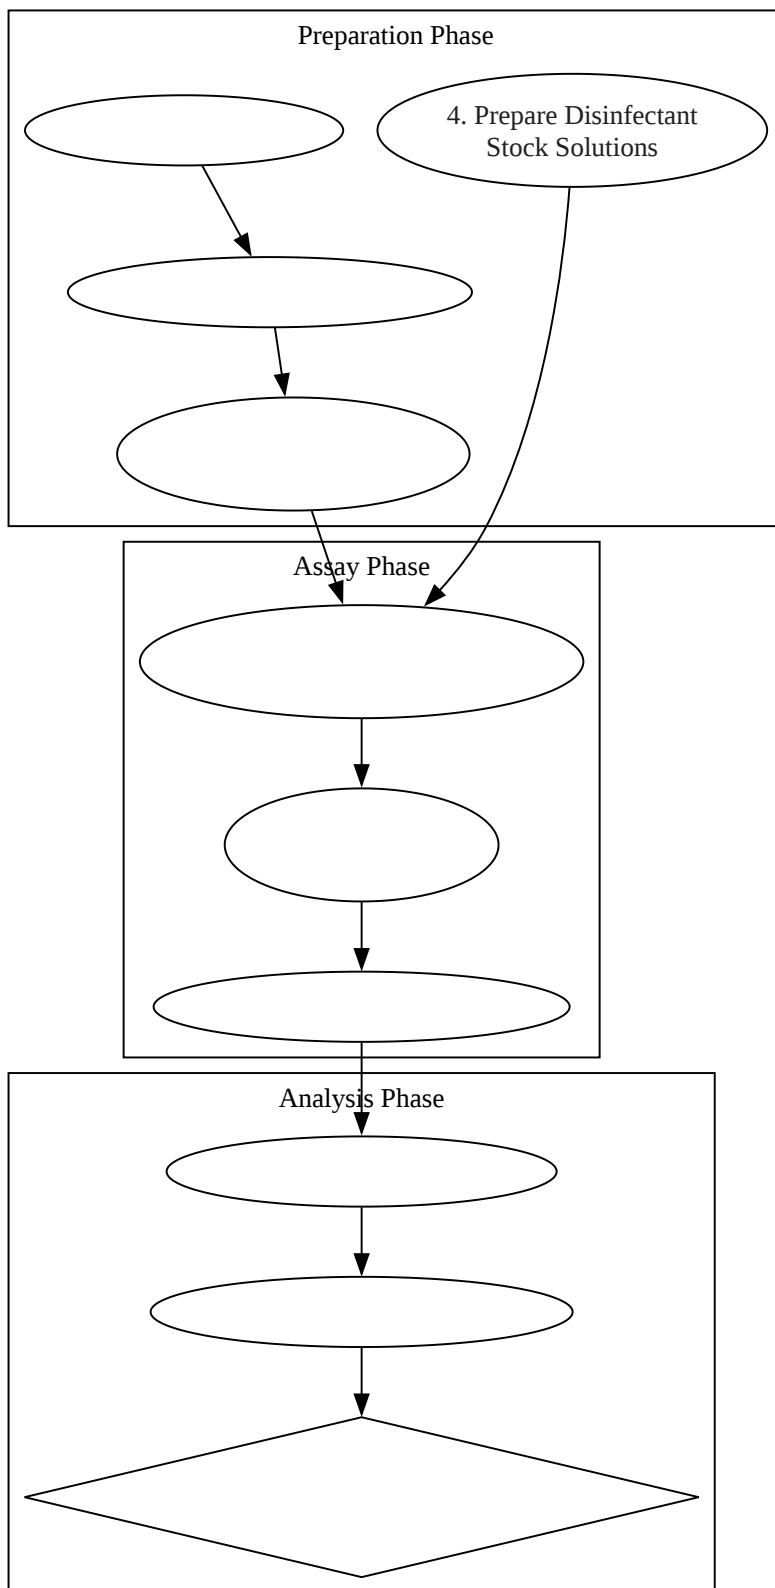 Preparation Phase
4. Prepare Disinfectant
Stock Solutions
Assay Phase
Analysis Phase